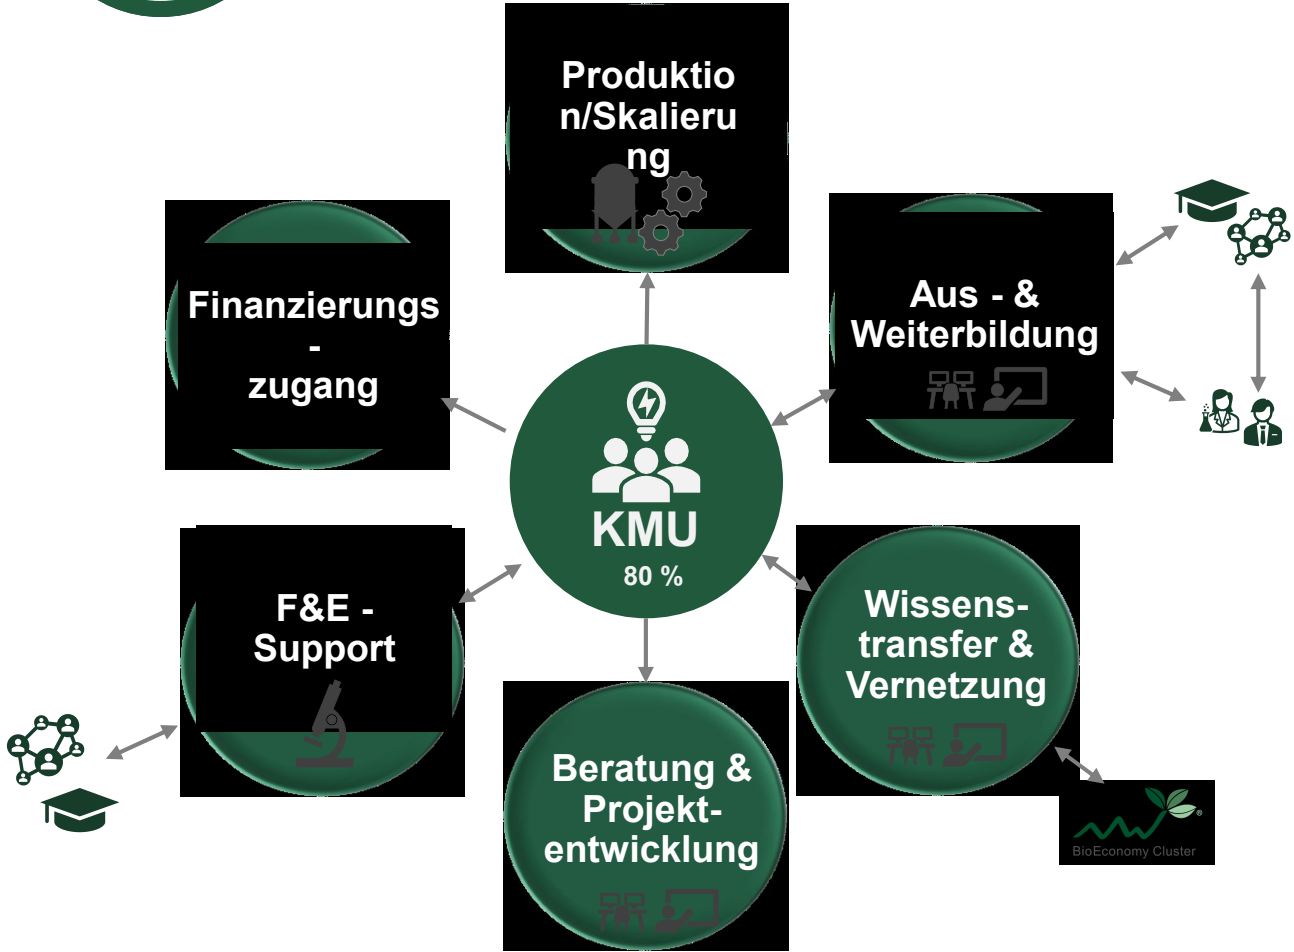 Produktio
n/Skalieru
ng
Finanzierungs
-
zugang
Aus - &
Weiterbildung
KMU
80 %
F&E -
Support
Wissens-
transfer &
Vernetzung
Beratung &
Projekt-
entwicklung
BioEconomy Cluster
®